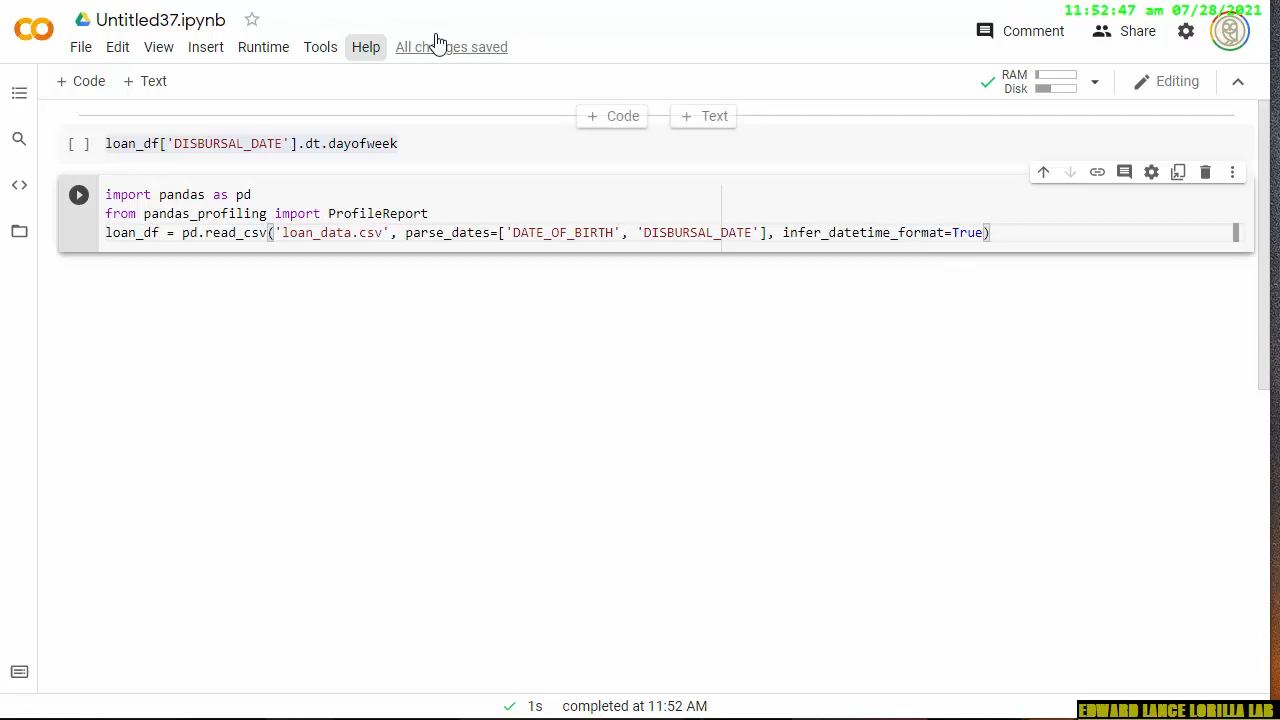 11:52:47 am 07/28/2021
Untitled37.ipynb
Comment
Share
File Edit View Insert Runtime Tools Help All changes saved
+ Code + Text
RAM
Disk
Editing
+ Code + Text
[ ] loan_df['DISBURSAL_DATE'].dt.dayofweek
import pandas as pd
from pandas_profiling import ProfileReport
loan_df = pd.read_csv('loan_data.csv', parse_dates=['DATE_OF_BIRTH', 'DISBURSAL_DATE'], infer_datetime_format=True)
1s completed at 11:52 AM
EDWARD LANCE LORILLA LAB